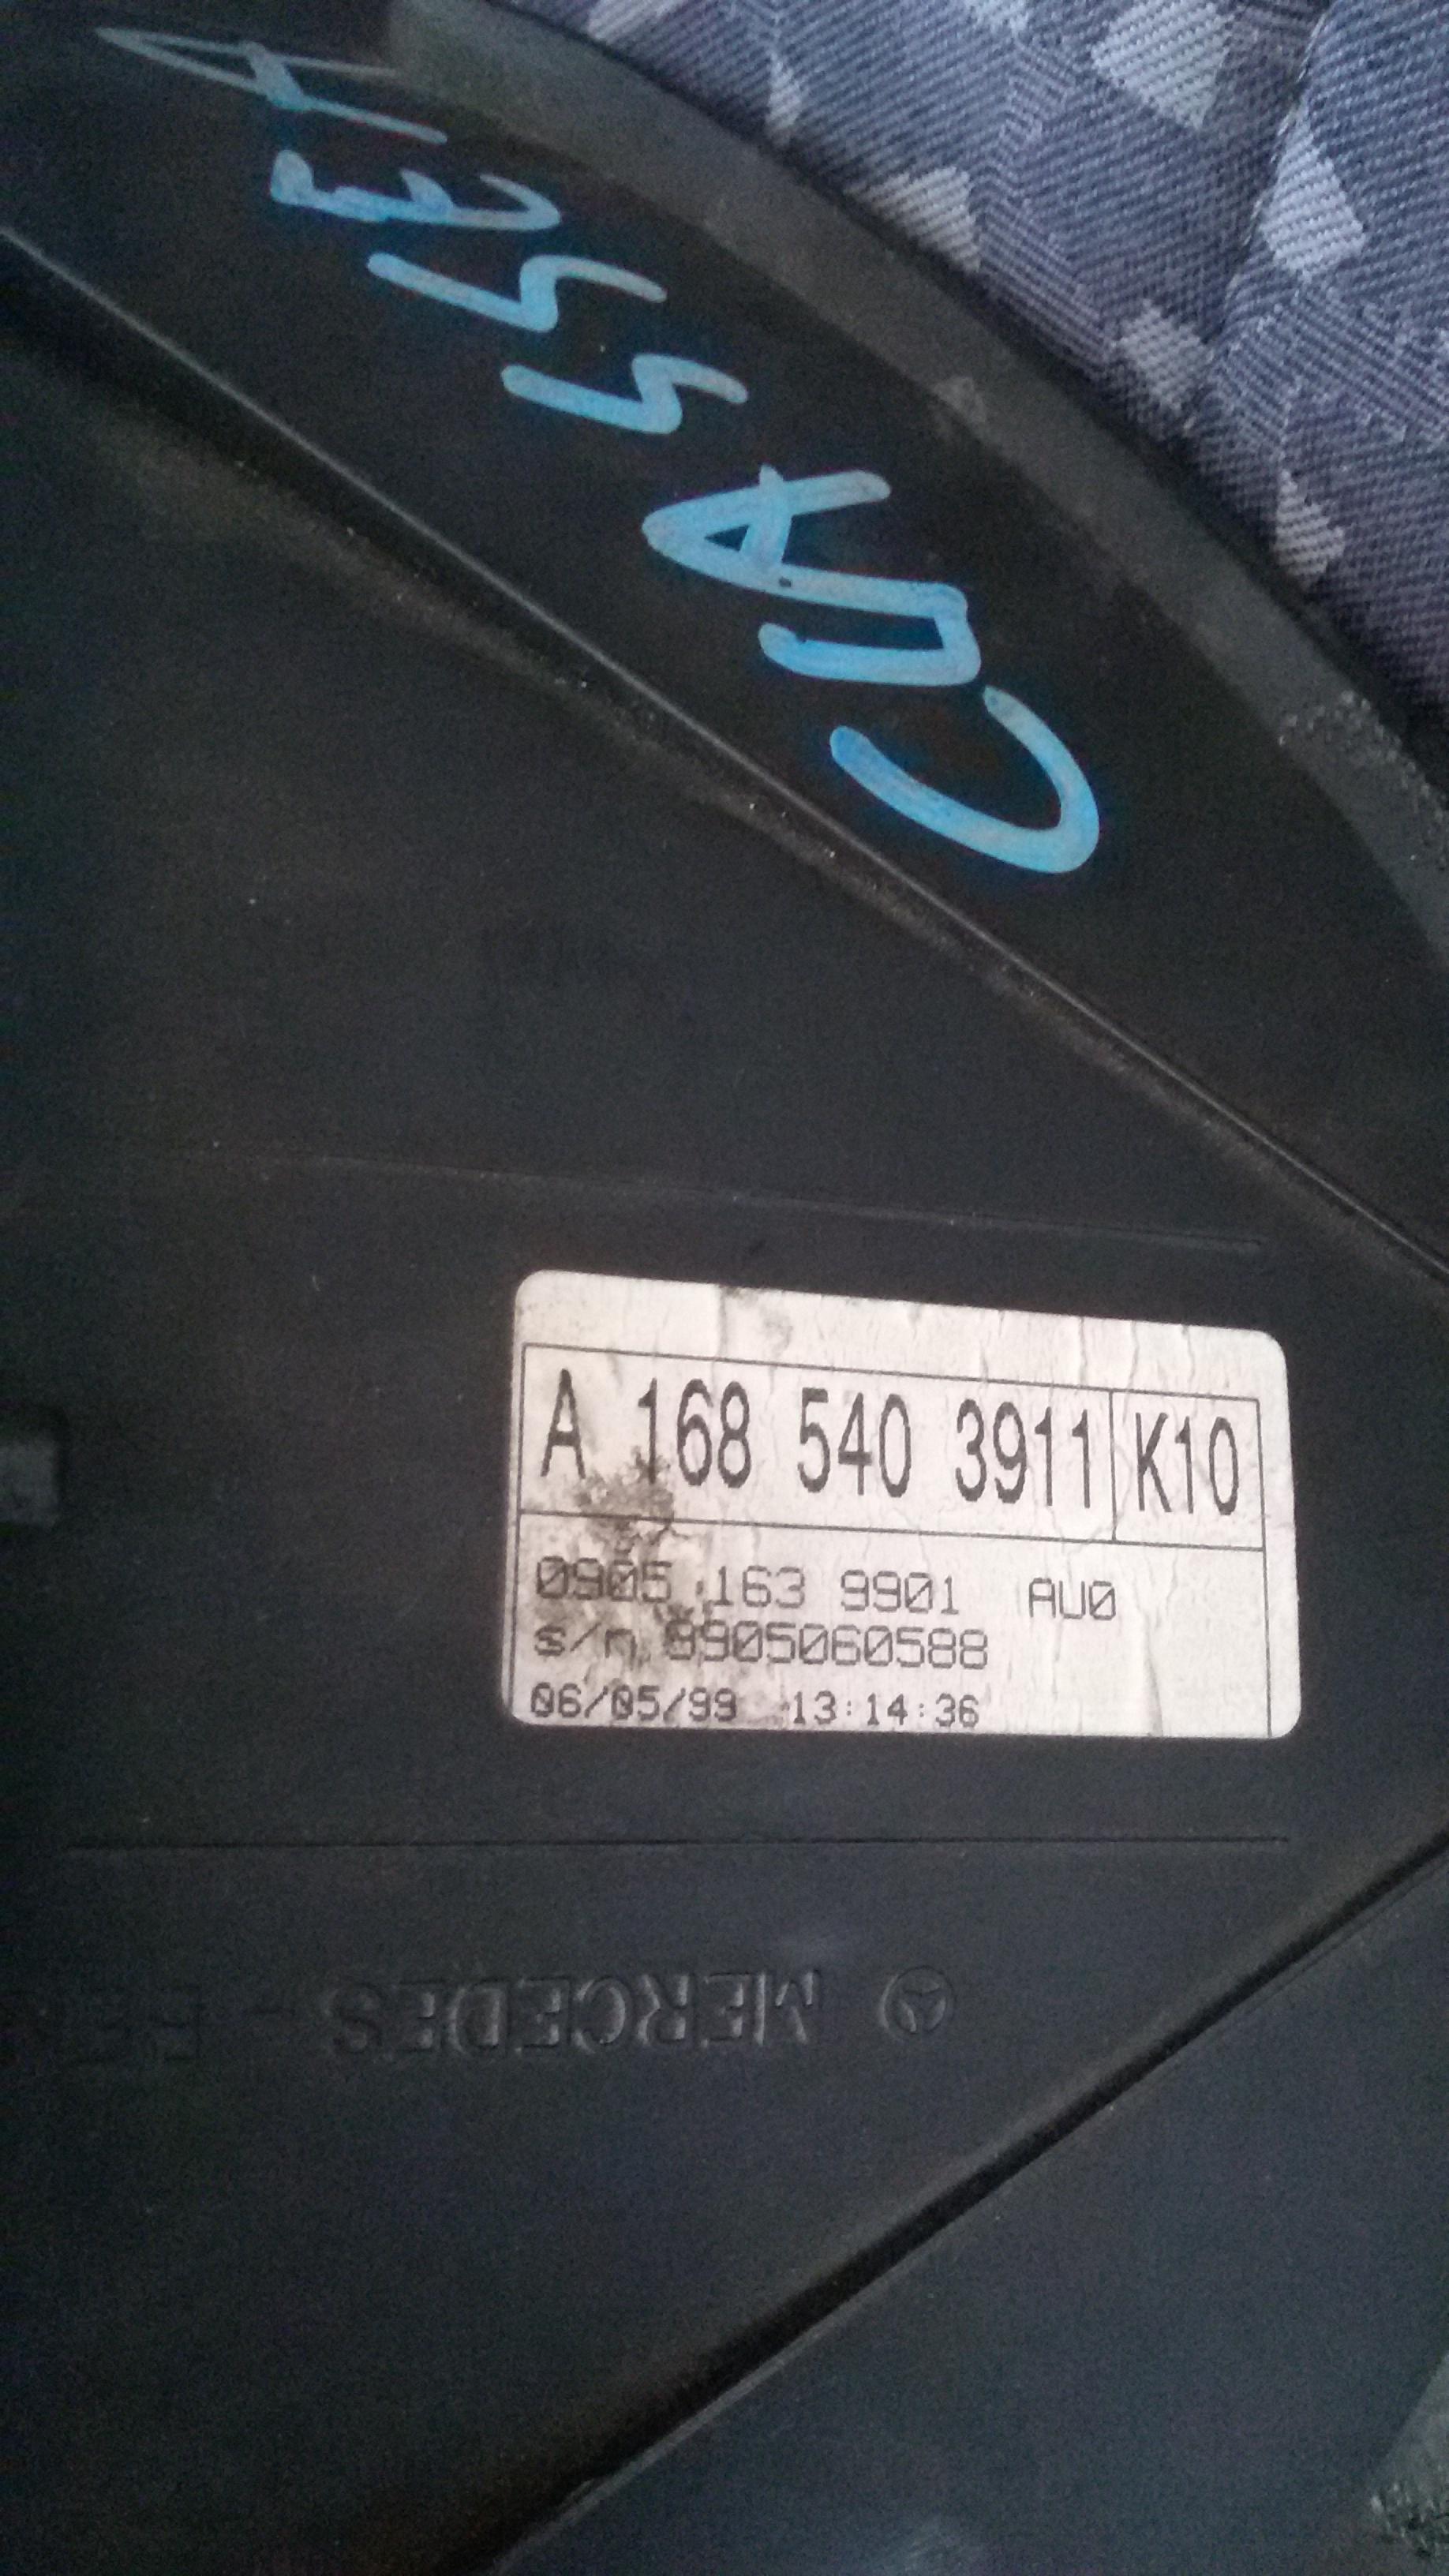 CLASSE A
A 168 540 3911 K10
0905 163 9901 AU0
s/n 9905060588
06/05/99 13:14:36
MERCEDES -